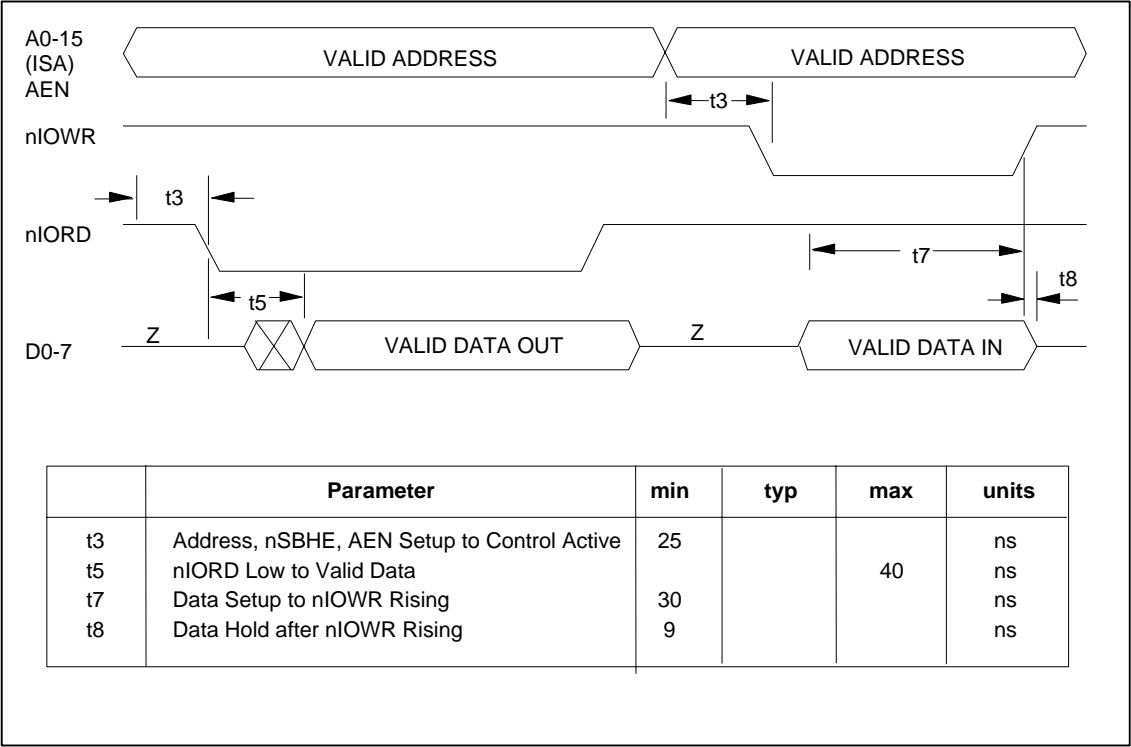 A0-15
(ISA)
AEN
VALID ADDRESS
VALID ADDRESS
t3
nIOWR
t3
nIORD
t7
t8
t5
Z
Z
D0-7
VALID DATA OUT
VALID DATA IN
Parameter min typ max units
t3 Address, nSBHE, AEN Setup to Control Active 25 ns
t5 nIORD Low to Valid Data 40 ns
t7 Data Setup to nIOWR Rising 30 ns
t8 Data Hold after nIOWR Rising 9 ns